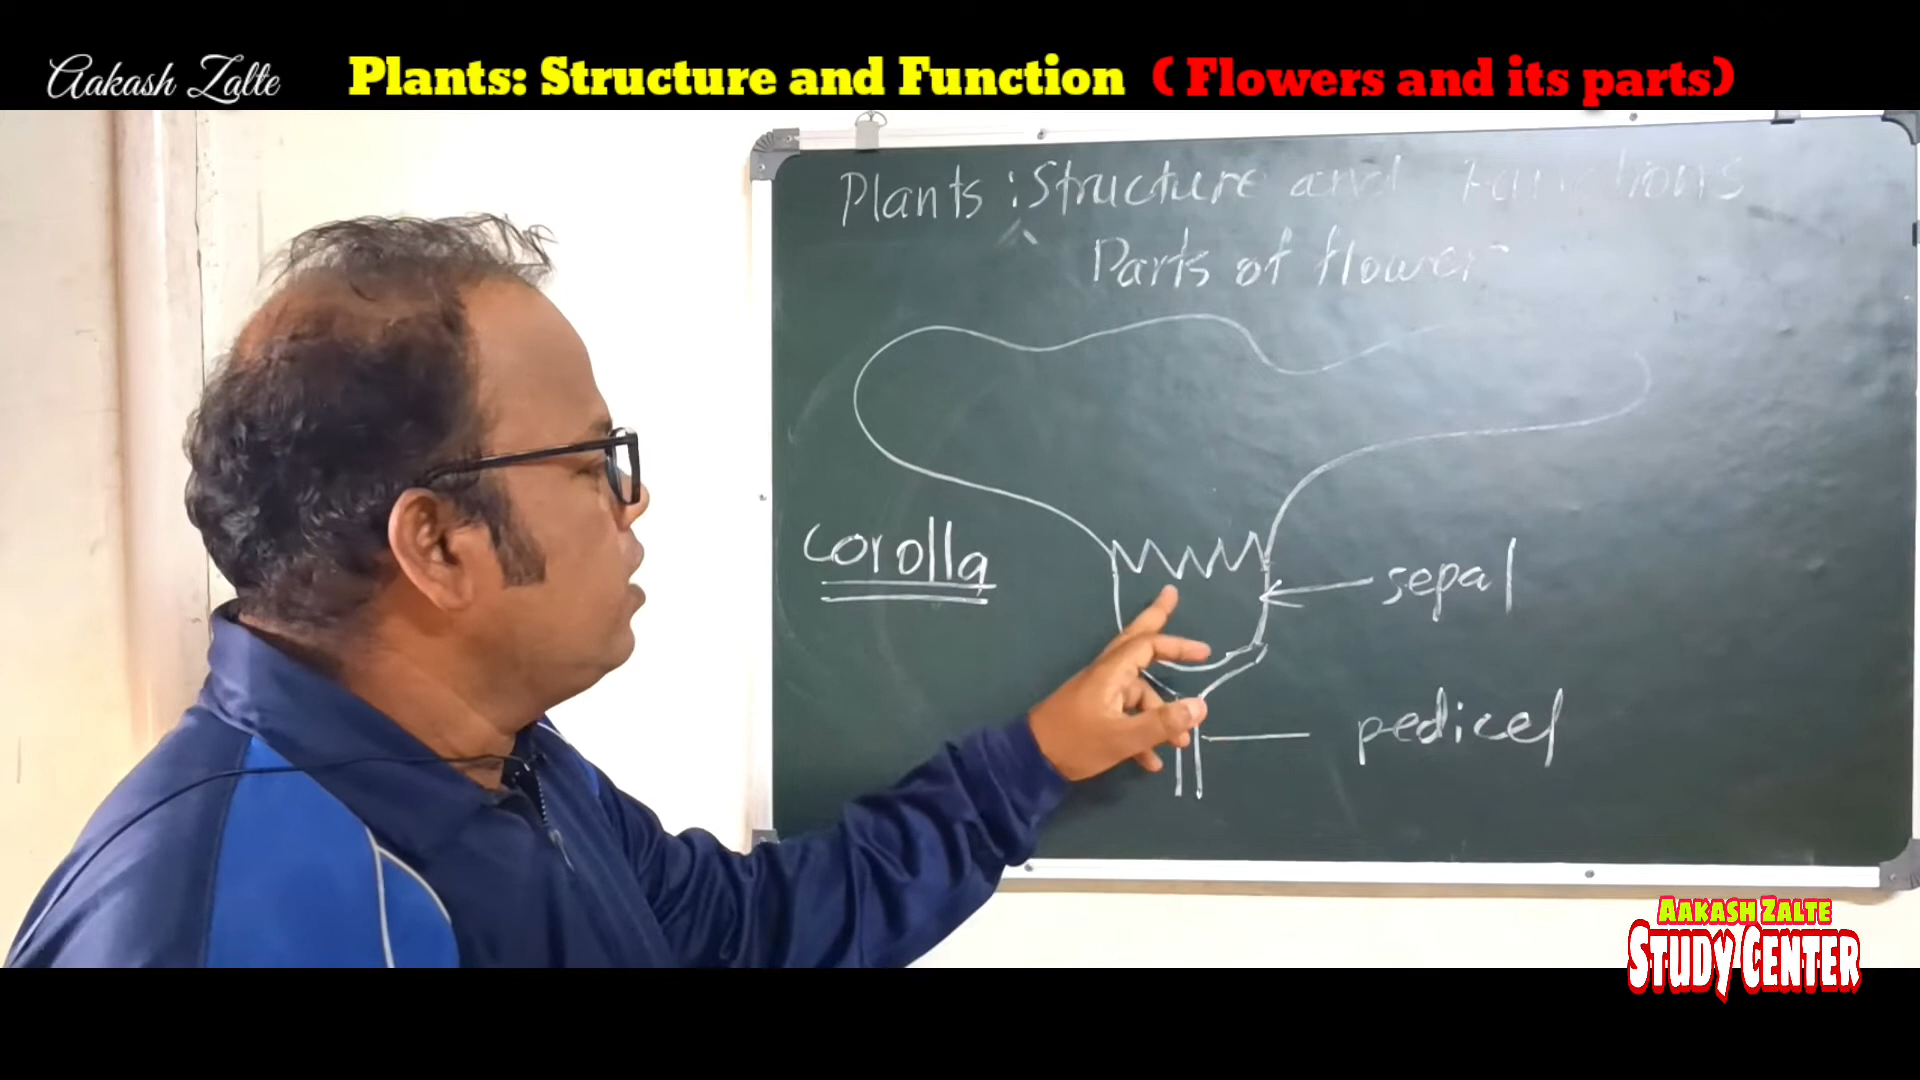 Aakash Zalte
Plants: Structure and Function ( Flowers and its parts)
Plants : Structure and Functions
Parts of flower
corolla
sepal
pedicel
AAKASH ZALTE
STUDY CENTER